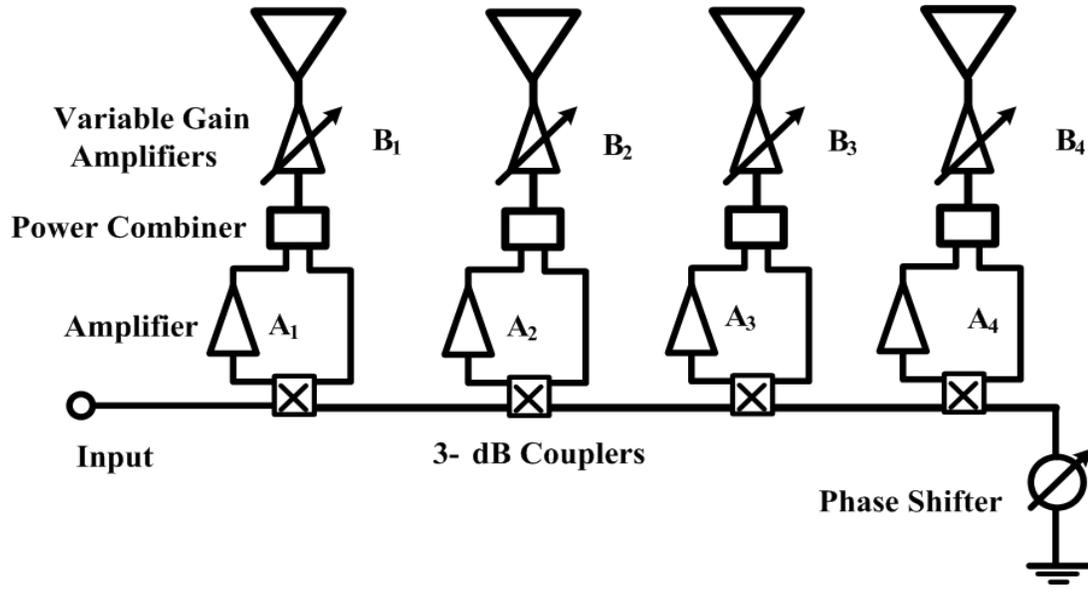 Variable Gain
Amplifiers
B₁
B₂
B₃
B₄
Power Combiner
Amplifier
A₁
A₂
A₃
A₄
Input
3- dB Couplers
Phase Shifter